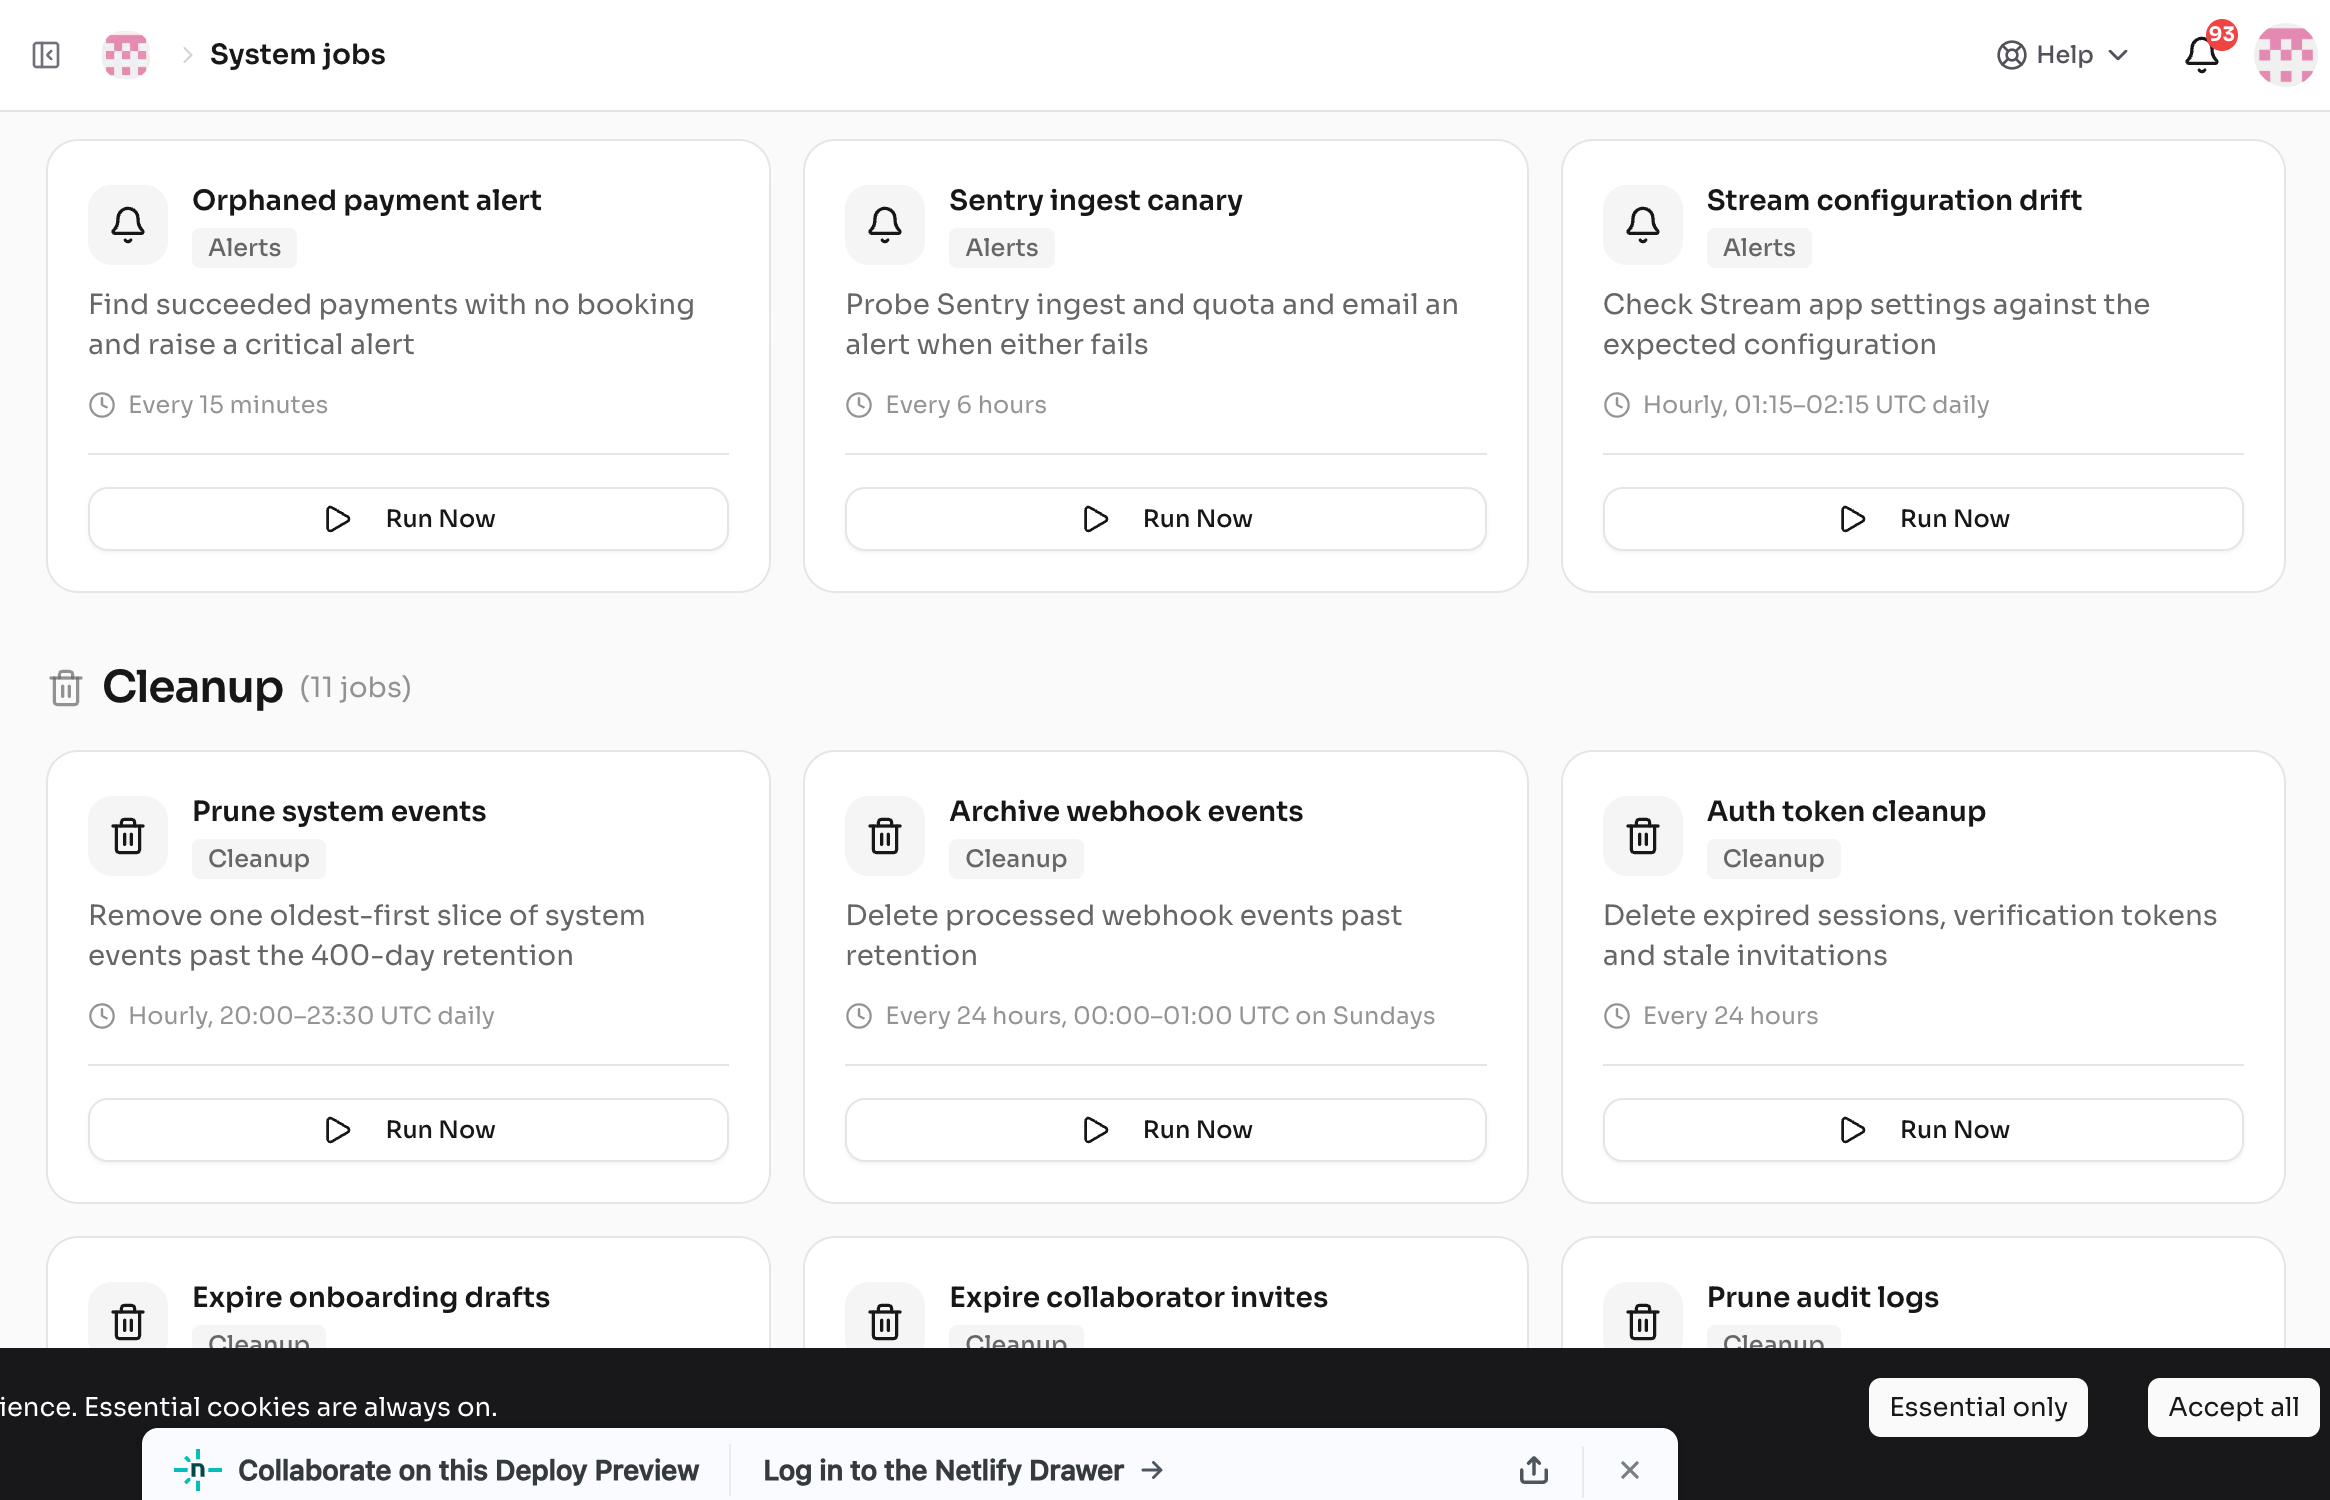 System jobs
Help
93
Orphaned payment alert
Alerts
Find succeeded payments with no booking
and raise a critical alert
Every 15 minutes
Run Now
Sentry ingest canary
Alerts
Probe Sentry ingest and quota and email an
alert when either fails
Every 6 hours
Run Now
Stream configuration drift
Alerts
Check Stream app settings against the
expected configuration
Hourly, 01:15–02:15 UTC daily
Run Now
Cleanup (11 jobs)
Prune system events
Cleanup
Remove one oldest-first slice of system
events past the 400-day retention
Hourly, 20:00–23:30 UTC daily
Run Now
Archive webhook events
Cleanup
Delete processed webhook events past
retention
Every 24 hours, 00:00–01:00 UTC on Sundays
Run Now
Auth token cleanup
Cleanup
Delete expired sessions, verification tokens
and stale invitations
Every 24 hours
Run Now
Expire onboarding drafts
Cleanup
Expire collaborator invites
Cleanup
Prune audit logs
Cleanup
ience. Essential cookies are always on.
Essential only
Accept all
Collaborate on this Deploy Preview
Log in to the Netlify Drawer →